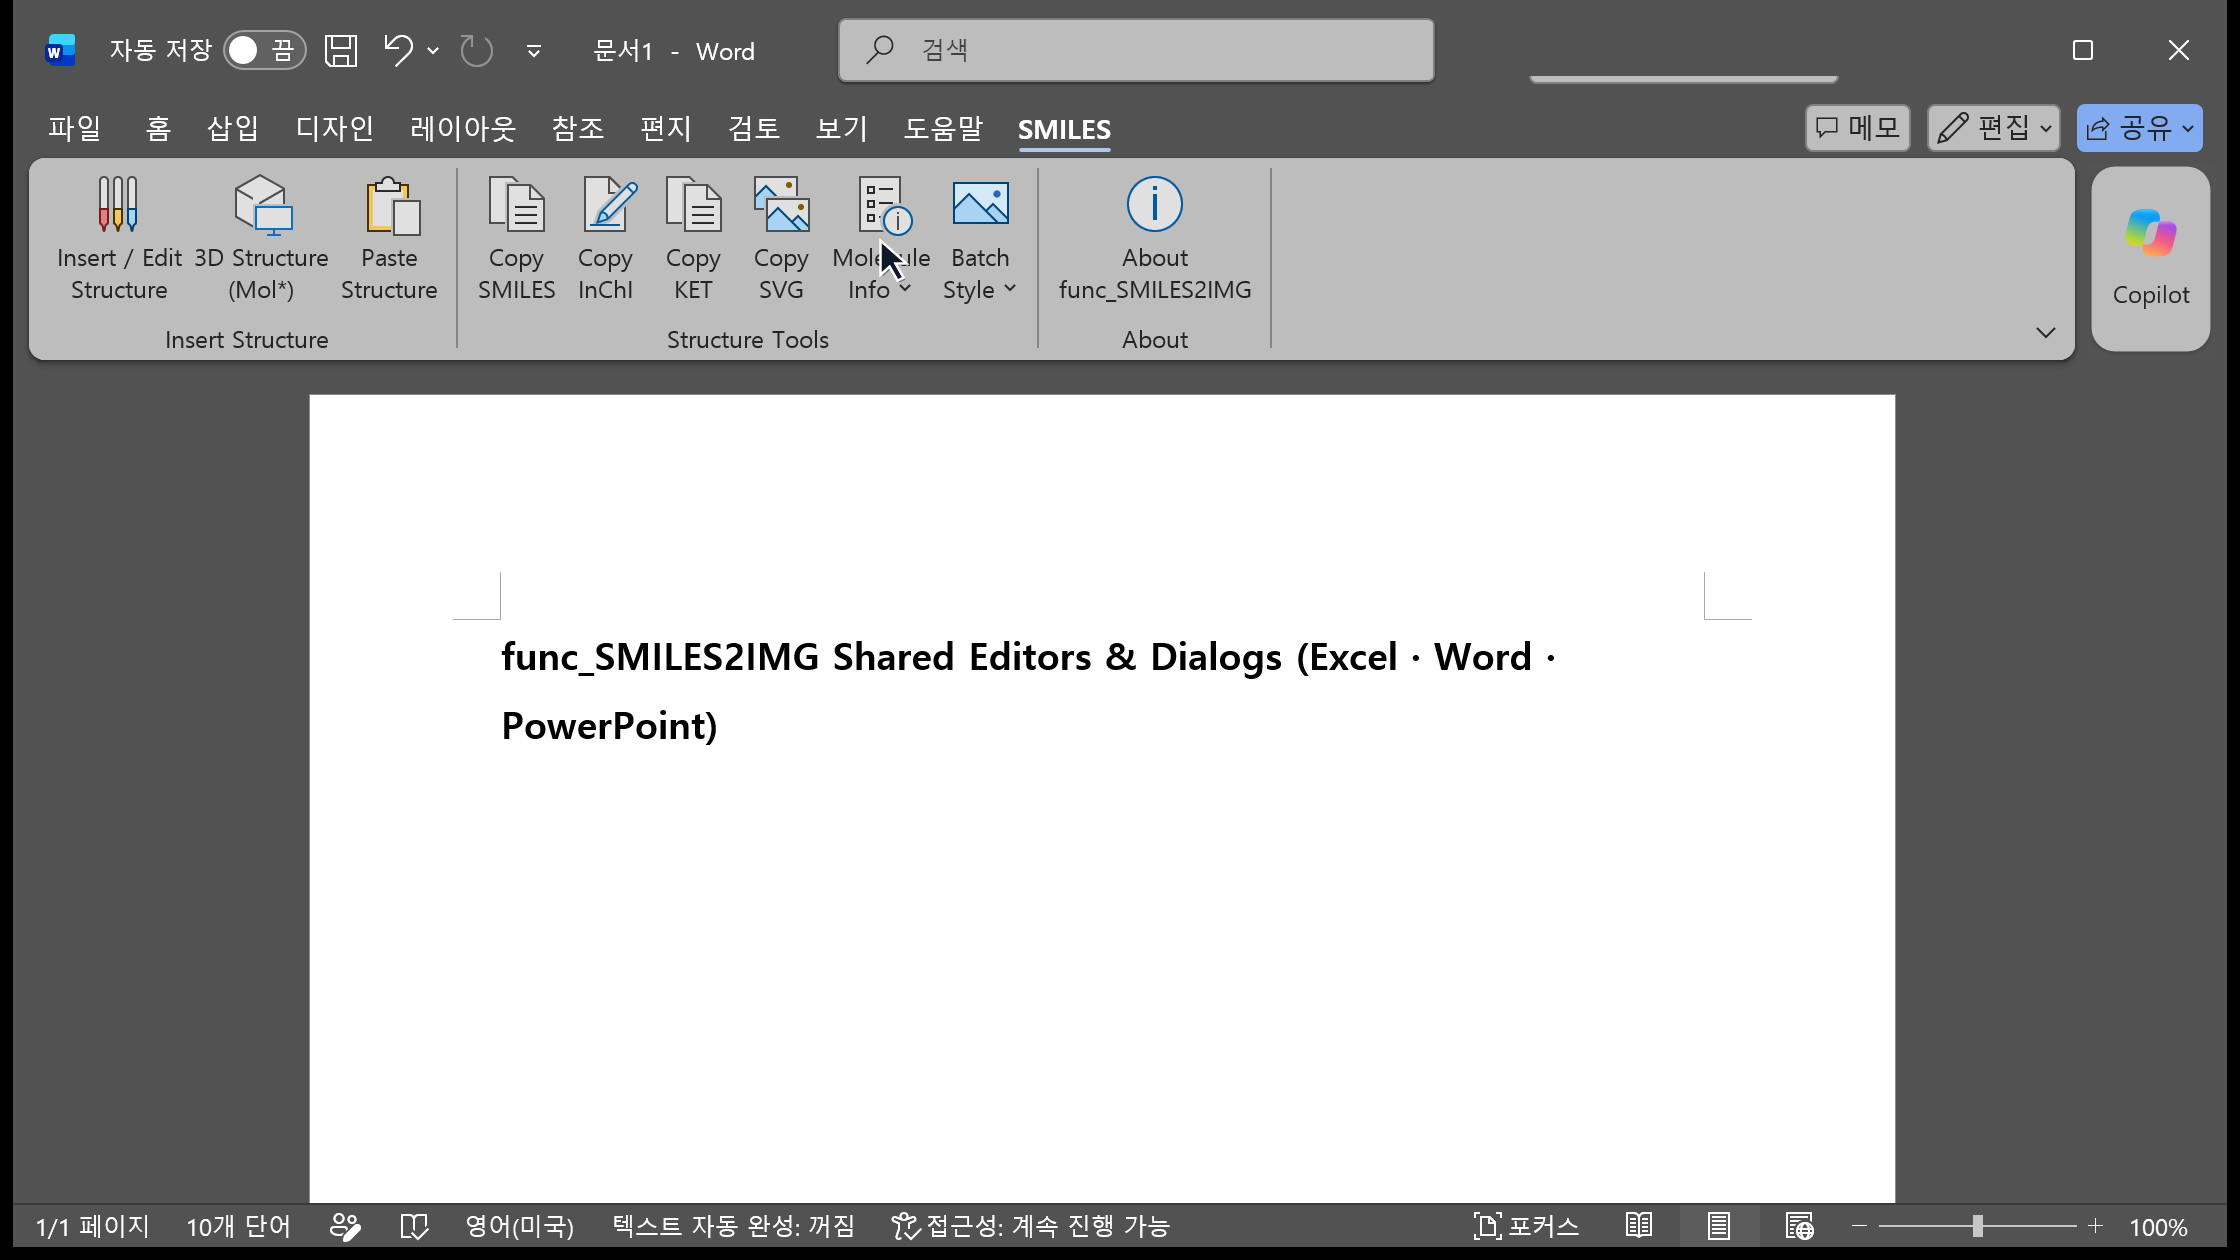 자동 저장 끔 문서1 - Word 검색
파일 홈 삽입 디자인 레이아웃 참조 편지 검토 보기 도움말 SMILES 메모 편집 공유
Insert / Edit Structure
3D Structure (Mol*)
Paste Structure
Insert Structure
Copy SMILES
Copy InChI
Copy KET
Copy SVG
Molecule Info
Batch Style
Structure Tools
About func_SMILES2IMG
About
Copilot
func_SMILES2IMG Shared Editors & Dialogs (Excel · Word ·
PowerPoint)
1/1 페이지 10개 단어 영어(미국) 텍스트 자동 완성: 꺼짐 접근성: 계속 진행 가능 포커스 100%